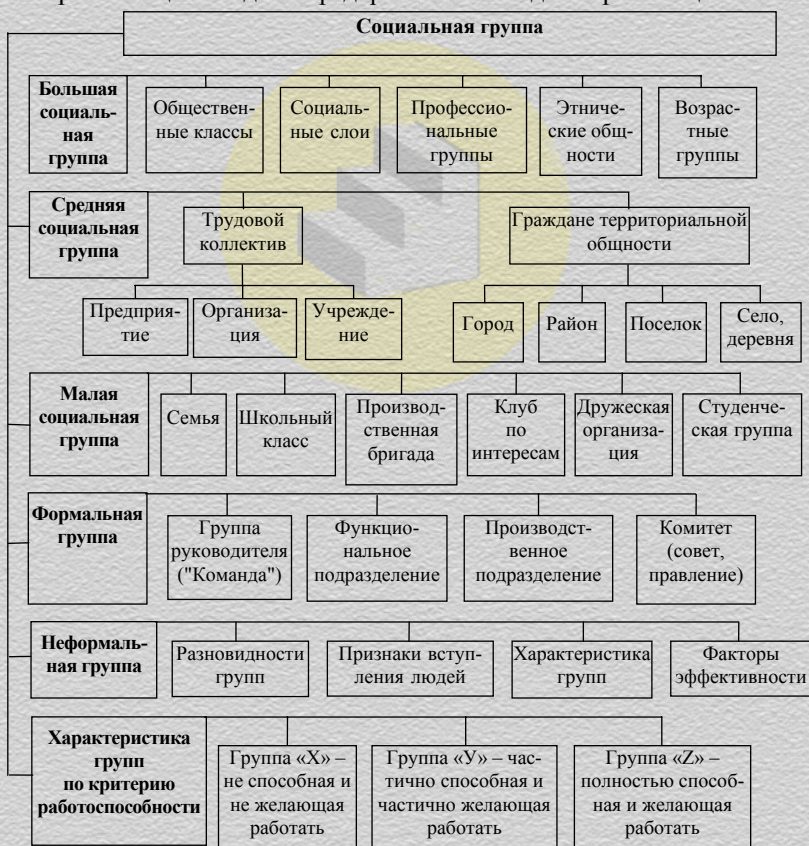 Социальная группа
Большая
социаль-
ная
группа
Обществен-
ные классы
Социаль-
ные слои
Профессио-
нальные
группы
Этниче-
ские общ-
ности
Возрас-
тные
группы
Средняя
социальная
группа
Трудовой
коллектив
Граждане территориальной
общности
Предприя-
тие
Организа-
ция
Учрежде-
ние
Город
Район
Поселок
Село,
деревня
Малая
социальная
группа
Семья
Школьный
класс
Производ-
ственная
бригада
Клуб
по
интересам
Дружеская
организа-
ция
Студенче-
ская группа
Формальная
группа
Группа
руководителя
("Команда")
Функцио-
нальное
подразделение
Производст-
венное
подразделение
Комитет
(совет,
правление)
Неформаль-
ная группа
Разновидности
групп
Признаки вступ-
ления людей
Характеристика
групп
Факторы
эффективности
Характеристика
групп
по критерию
работоспособности
Группа «Х» –
не способная и
не желающая
работать
Группа «У» – час-
тично способная и
частично желающая
работать
Группа «Z» –
полностью способ-
ная и желающая
работать